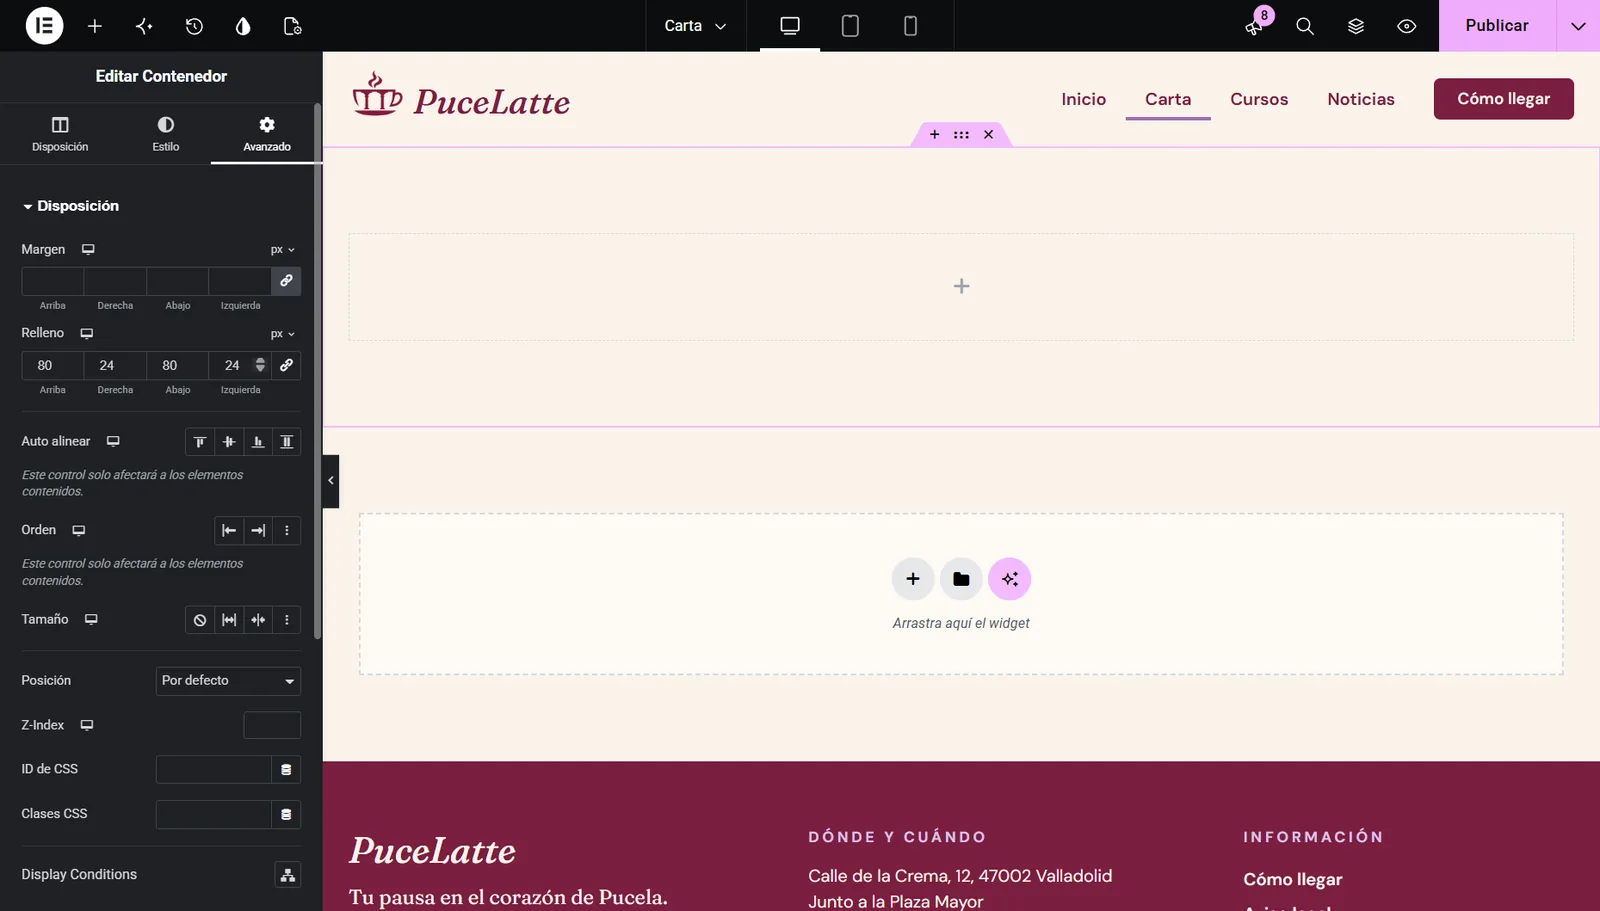 Carta
8
Publicar
Editar Contenedor
Disposición
Estilo
Avanzado
PuceLatte
Inicio
Carta
Cursos
Noticias
Cómo llegar
Disposición
Margen
px
Arriba
Derecha
Abajo
Izquierda
Relleno
px
80
24
80
24
Arriba
Derecha
Abajo
Izquierda
Auto alinear
Este control solo afectará a los elementos
contenidos.
Orden
Este control solo afectará a los elementos
contenidos.
Tamaño
Posición
Por defecto
Z-Index
ID de CSS
Clases CSS
Display Conditions
Arrastra aquí el widget
PuceLatte
Tu pausa en el corazón de Pucela.
DÓNDE Y CUÁNDO
Calle de la Crema, 12, 47002 Valladolid
Junto a la Plaza Mayor
INFORMACIÓN
Cómo llegar